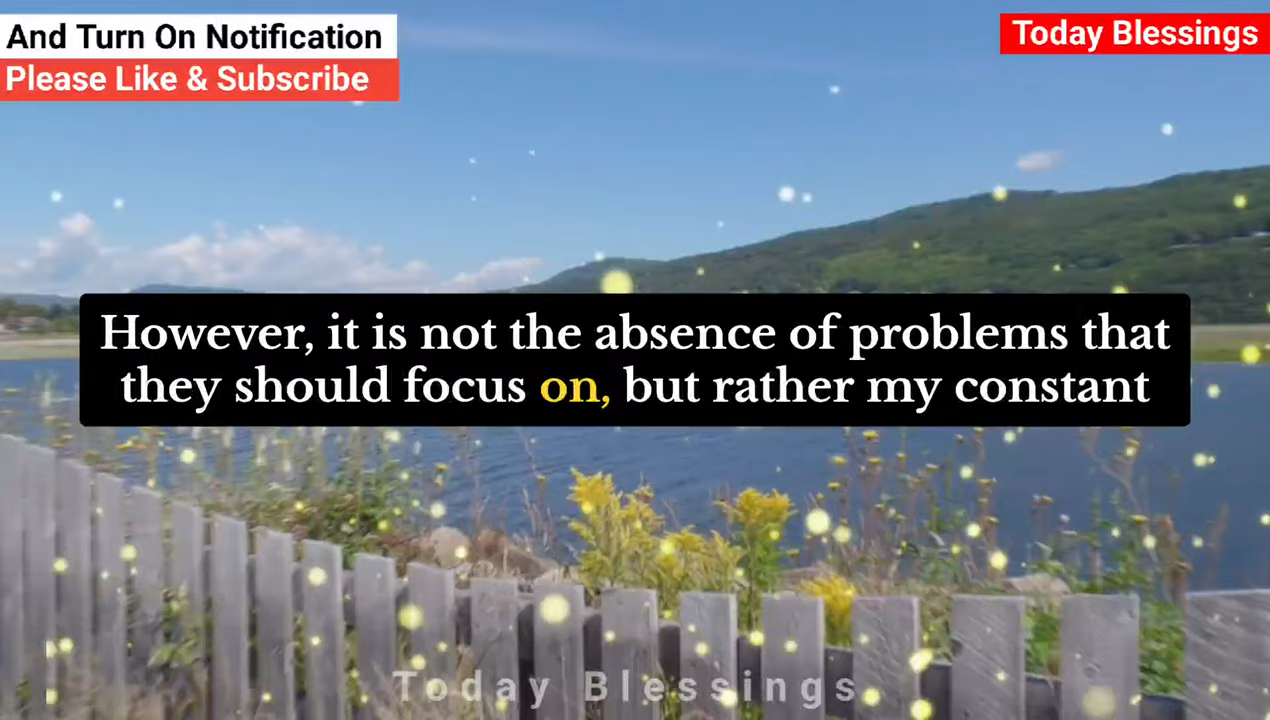 And Turn On Notification
Please Like & Subscribe
Today Blessings
However, it is not the absence of problems that
they should focus on, but rather my constant
Today Blessings